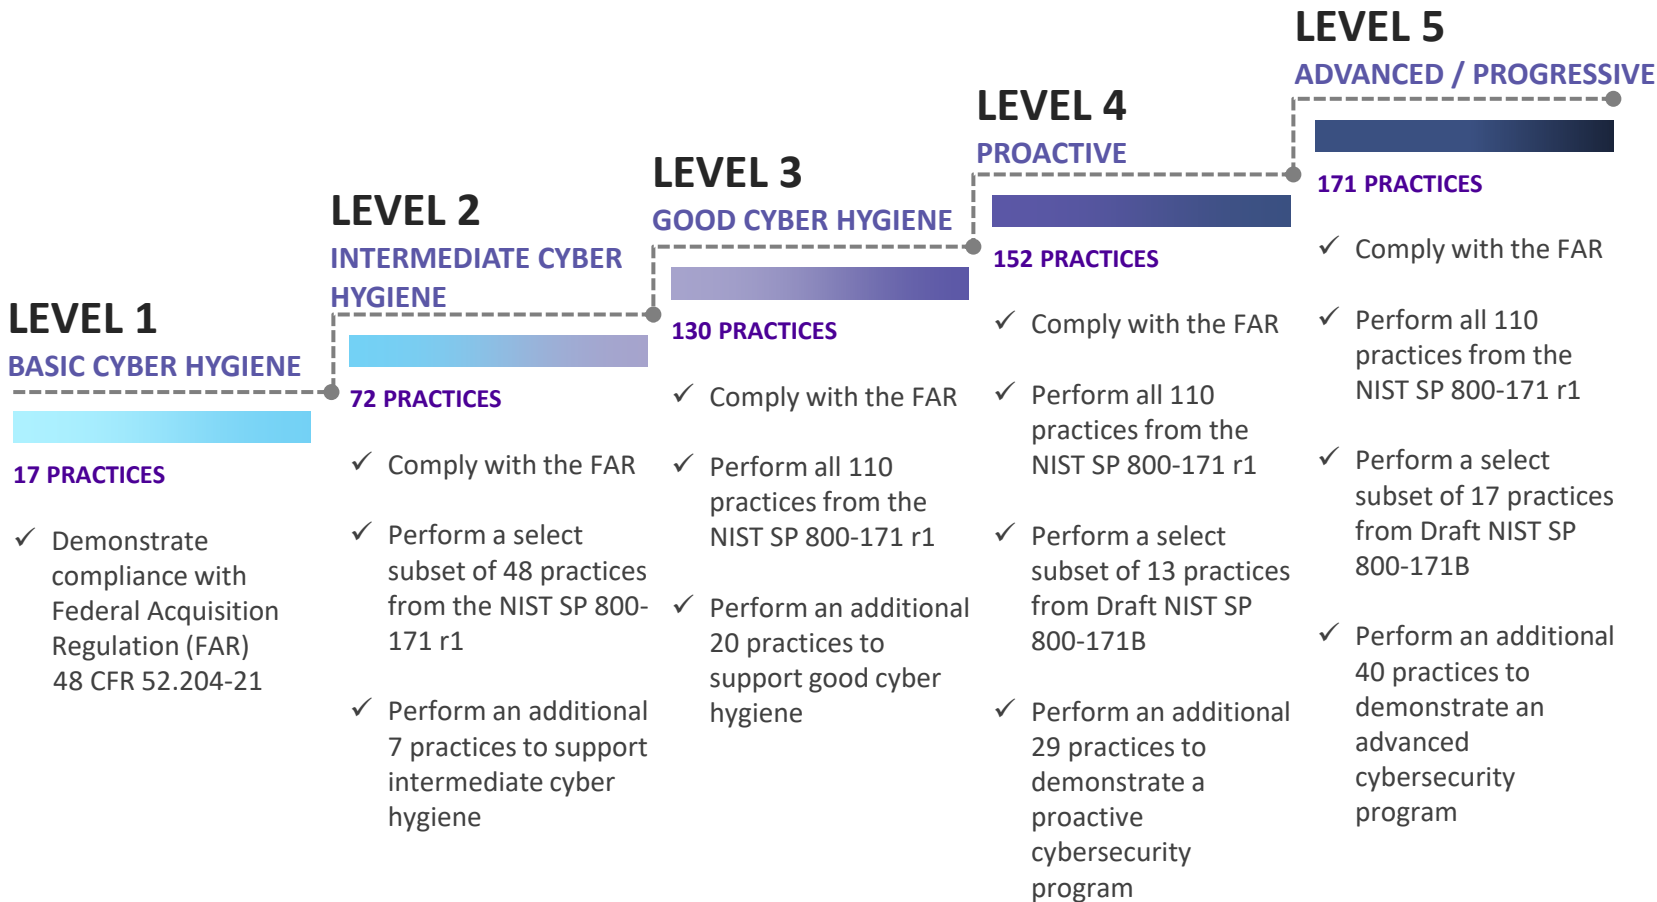 LEVEL 1
BASIC CYBER HYGIENE
17 PRACTICES
✓ Demonstrate
compliance with
Federal Acquisition
Regulation (FAR)
48 CFR 52.204-21
LEVEL 2
INTERMEDIATE CYBER
HYGIENE
72 PRACTICES
✓ Comply with the FAR
✓ Perform a select
subset of 48 practices
from the NIST SP 800-
171 r1
✓ Perform an additional
7 practices to support
intermediate cyber
hygiene
LEVEL 3
GOOD CYBER HYGIENE
130 PRACTICES
✓ Comply with the FAR
✓ Perform all 110
practices from the
NIST SP 800-171 r1
✓ Perform an additional
20 practices to
support good cyber
hygiene
LEVEL 4
PROACTIVE
152 PRACTICES
✓ Comply with the FAR
✓ Perform all 110
practices from the
NIST SP 800-171 r1
✓ Perform a select
subset of 13 practices
from Draft NIST SP
800-171B
✓ Perform an additional
29 practices to
demonstrate a
proactive
cybersecurity
program
LEVEL 5
ADVANCED / PROGRESSIVE
171 PRACTICES
✓ Comply with the FAR
✓ Perform all 110
practices from the
NIST SP 800-171 r1
✓ Perform a select
subset of 17 practices
from Draft NIST SP
800-171B
✓ Perform an additional
40 practices to
demonstrate an
advanced
cybersecurity
program